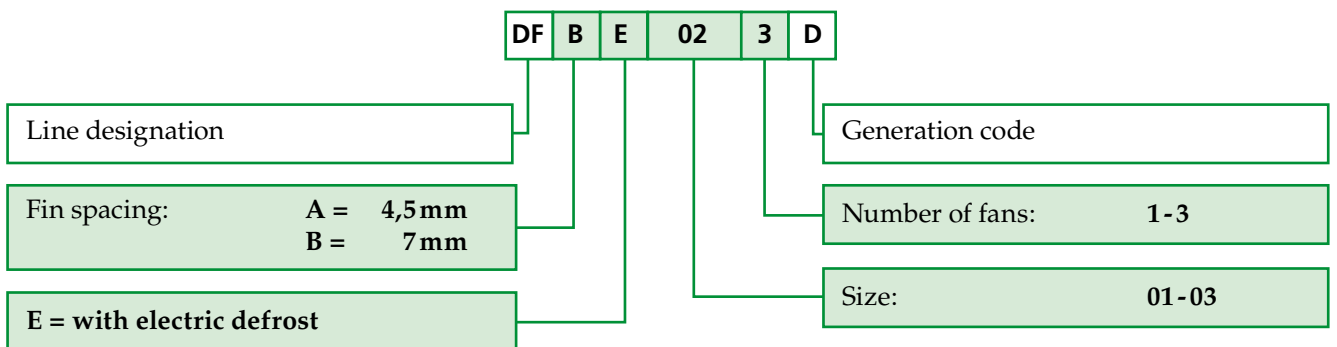 DF B E 02 3 D
Line designation
Generation code
Fin spacing: A = 4,5 mm
B = 7 mm
Number of fans: 1-3
E = with electric defrost
Size: 01-03